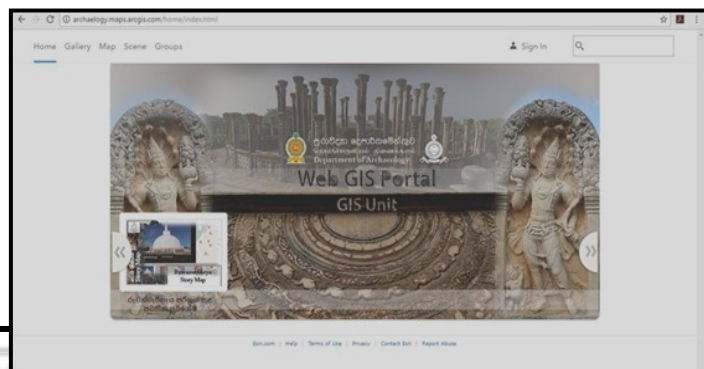 archaelogy.maps.arcgis.com/home/index.html
Home Gallery Map Scene Groups
Sign In
පුරාවිද්‍යා දෙපාර්තමේන්තුව
Department of Archaeology
Web GIS Portal
GIS Unit
Story Map
Esri.com | Help | Terms of Use | Privacy | Contact Esri | Report Abuse